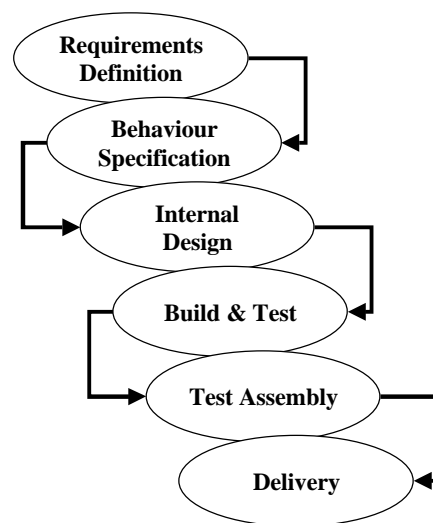 Requirements
Definition
Behaviour
Specification
Internal
Design
Build & Test
Test Assembly
Delivery